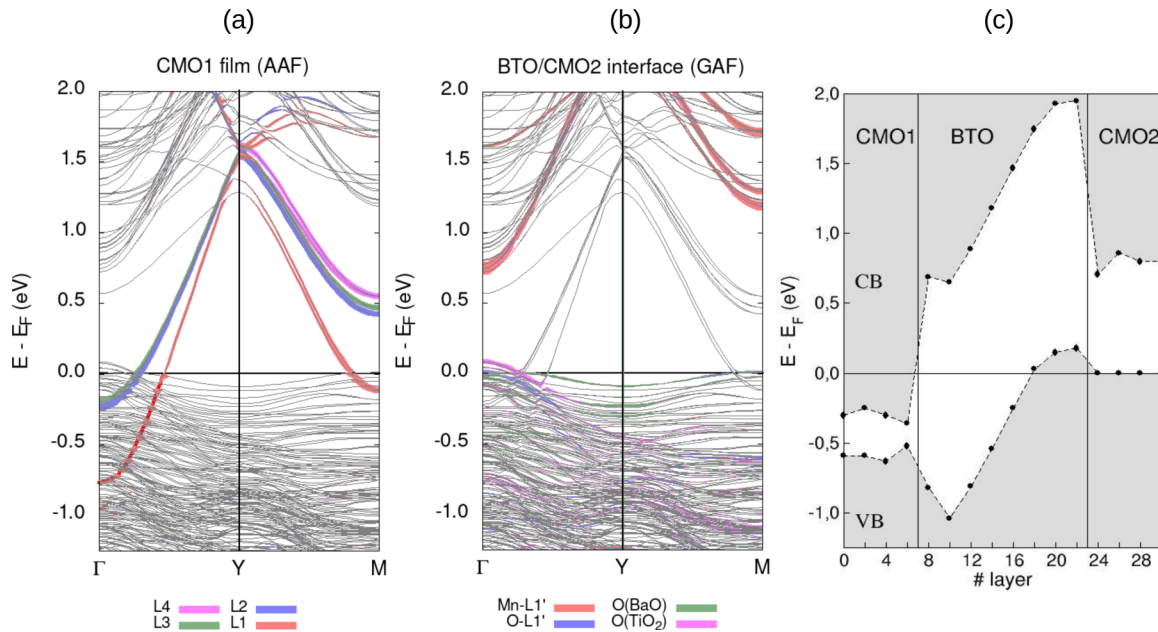 (a)
CMO1 film (AAF)
2.0
1.5
1.0
0.5
0.0
-0.5
-1.0
E - E_F (eV)
Γ Y M
L4 L2
L3 L1
(b)
BTO/CMO2 interface (GAF)
2.0
1.5
1.0
0.5
0.0
-0.5
-1.0
E - E_F (eV)
Γ Y M
Mn-L1' O(BaO)
O-L1' O(TiO₂)
(c)
2,0
1,5
1,0
0,5
0,0
-0,5
-1,0
E - E_F (eV)
CMO1 BTO CMO2
CB
VB
0 4 8 12 16 20 24 28
# layer